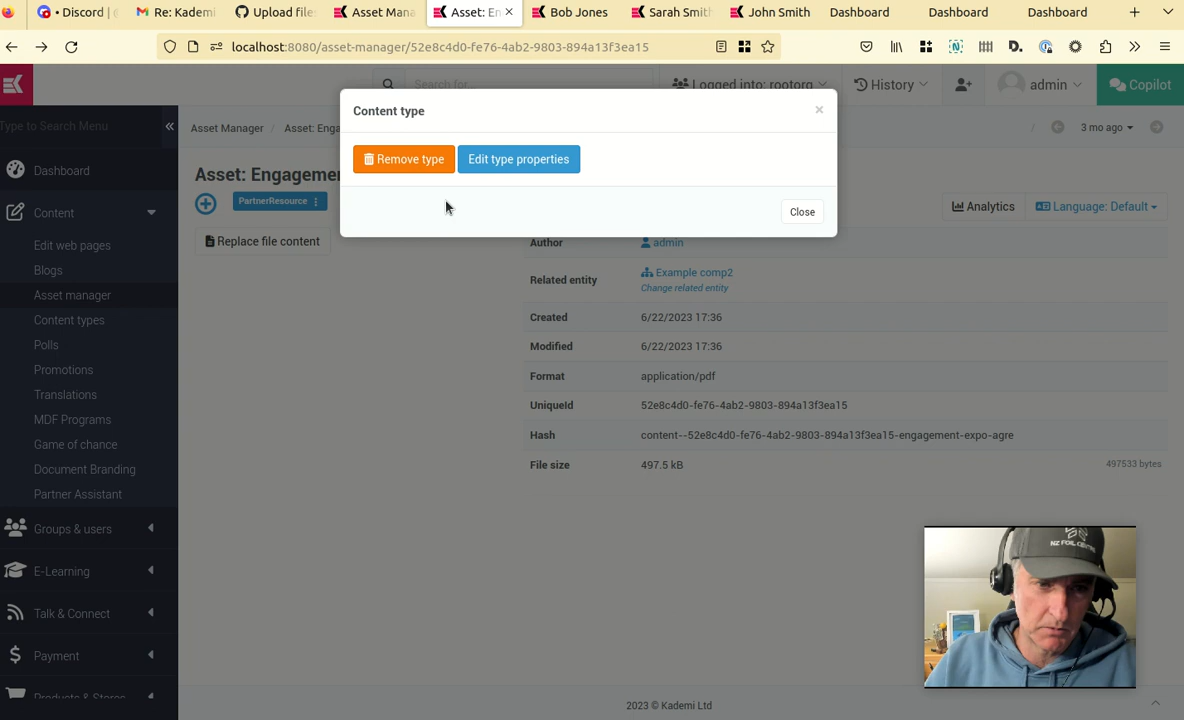 Discord | d
Re: Kademi
Upload file
Asset Mana
Asset: En
Bob Jones
Sarah Smith
John Smith
Dashboard
Dashboard
Dashboard
localhost:8080/asset-manager/52e8c4d0-fe76-4ab2-9803-894a13f3ea15
Search for
Logged into: rootorg
History
admin
Copilot
Content type
×
Remove type
Edit type properties
Close
Type to Search Menu
Dashboard
Content
Edit web pages
Blogs
Asset manager
Content types
Polls
Promotions
Translations
MDF Programs
Game of chance
Document Branding
Partner Assistant
Groups & users
E-Learning
Talk & Connect
Payment
Products & Stores
Asset Manager / Asset: Enga
/ 3 mo ago
Asset: Engagemen
PartnerResource
Analytics
Language: Default
Replace file content
Author admin
Related entity Example comp2
Change related entity
Created 6/22/2023 17:36
Modified 6/22/2023 17:36
Format application/pdf
UniqueId 52e8c4d0-fe76-4ab2-9803-894a13f3ea15
Hash content--52e8c4d0-fe76-4ab2-9803-894a13f3ea15-engagement-expo-agre
File size 497.5 kB 497533 bytes
NZ FOIL CENTRE
2023 © Kademi Ltd